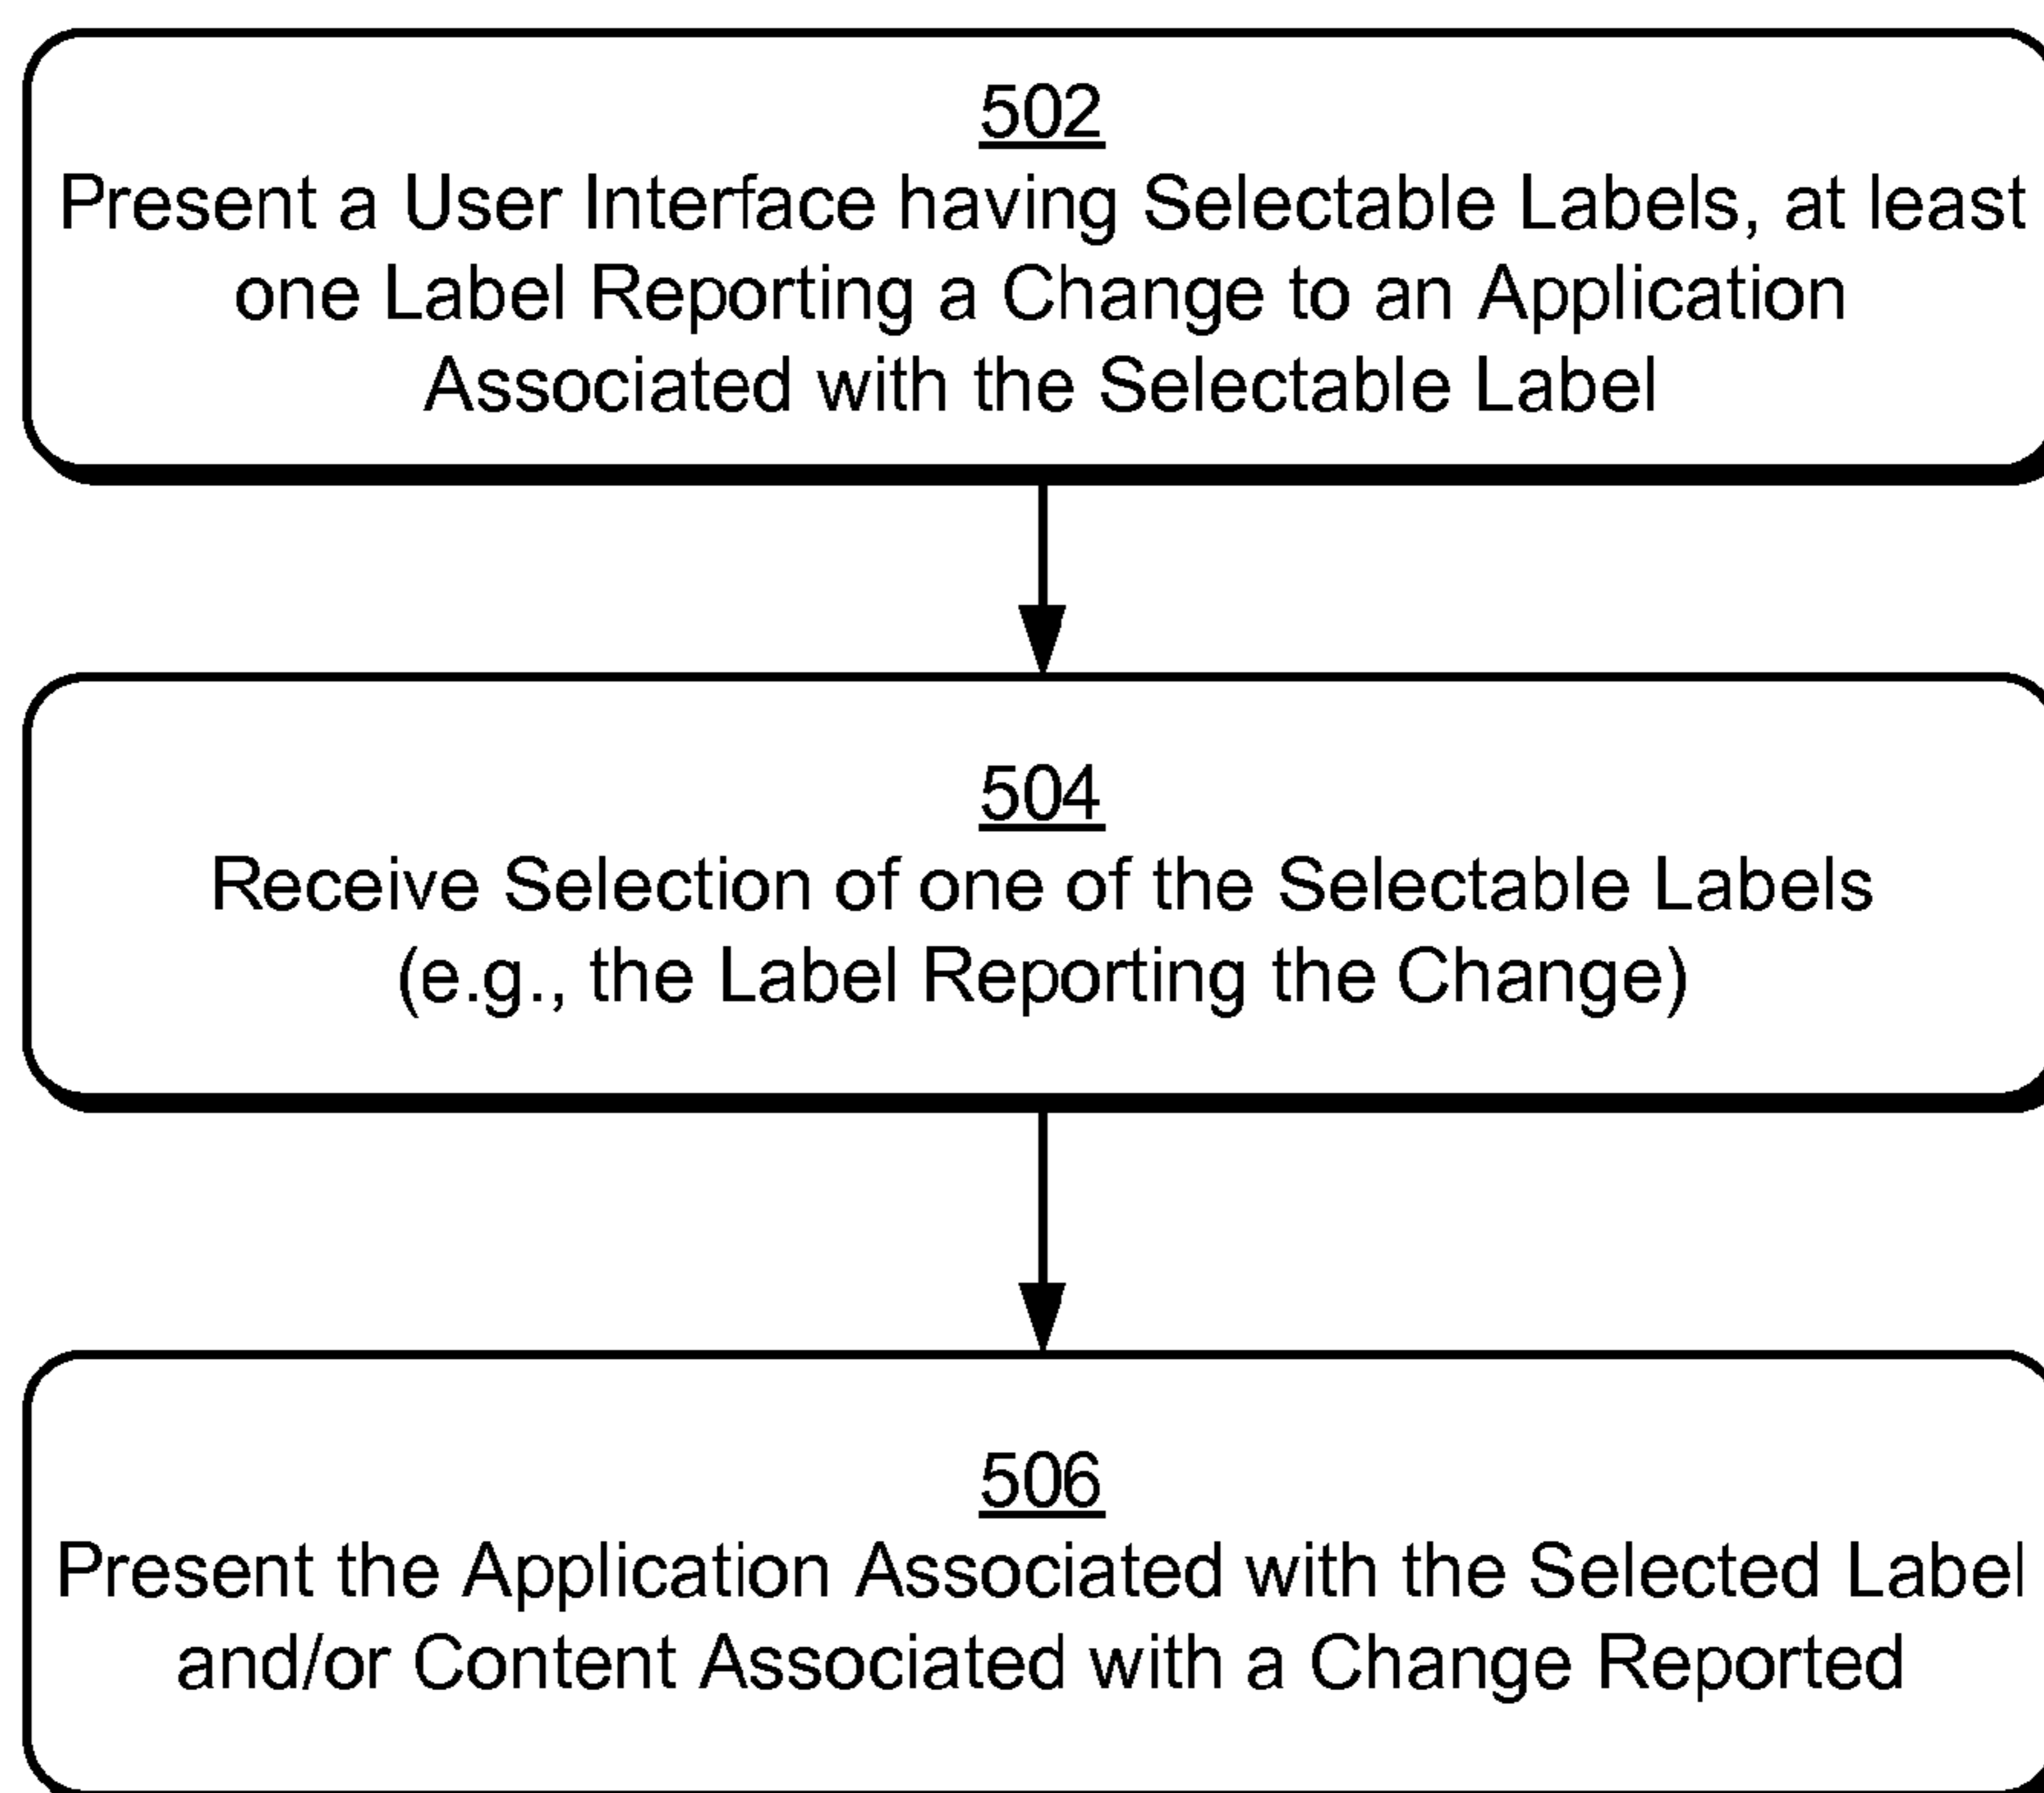 502
Present a User Interface having Selectable Labels, at least
one Label Reporting a Change to an Application
Associated with the Selectable Label
504
Receive Selection of one of the Selectable Labels
(e.g., the Label Reporting the Change)
506
Present the Application Associated with the Selected Label
and/or Content Associated with a Change Reported